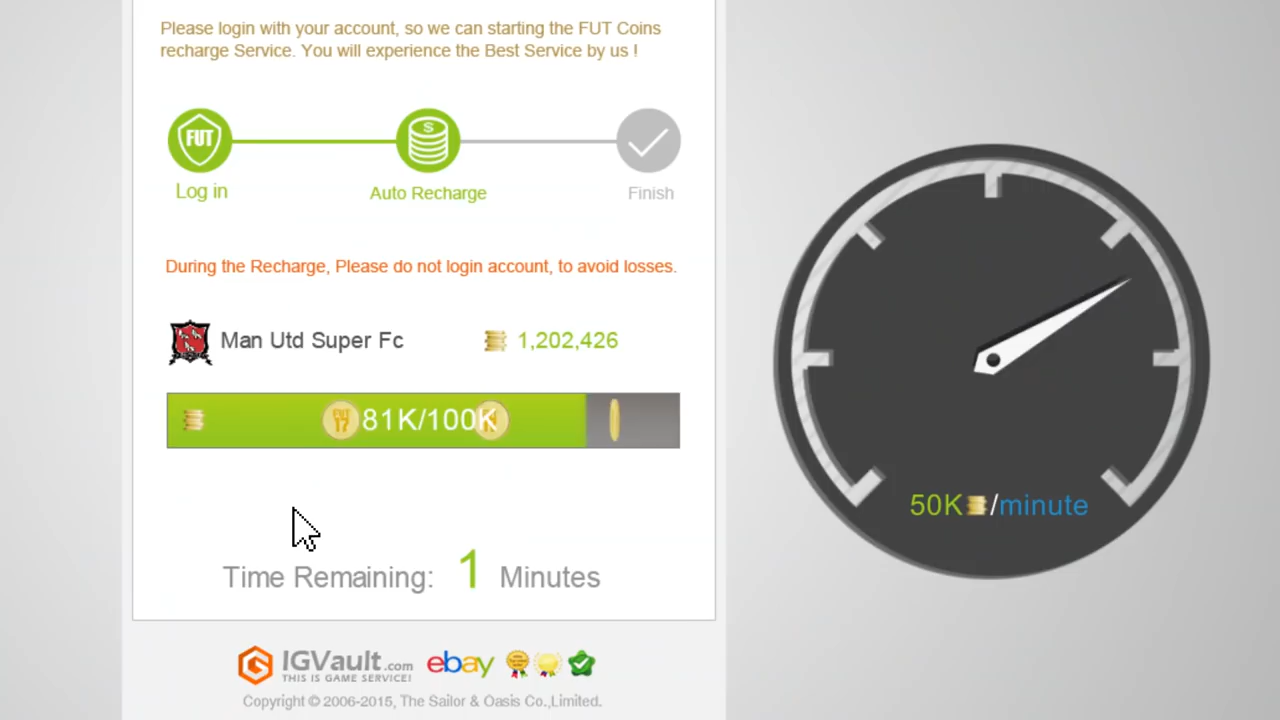 Please login with your account, so we can starting the FUT Coins
recharge Service. You will experience the Best Service by us !
FUT
$
Log in
Auto Recharge
Finish
During the Recharge, Please do not login account, to avoid losses.
Man Utd Super Fc
1,202,426
FUT
17
81K/100K
50K/minute
Time Remaining: 1 Minutes
IGVault.com
THIS IS GAME SERVICE!
ebay
Copyright © 2006-2015, The Sailor & Oasis Co.,Limited.